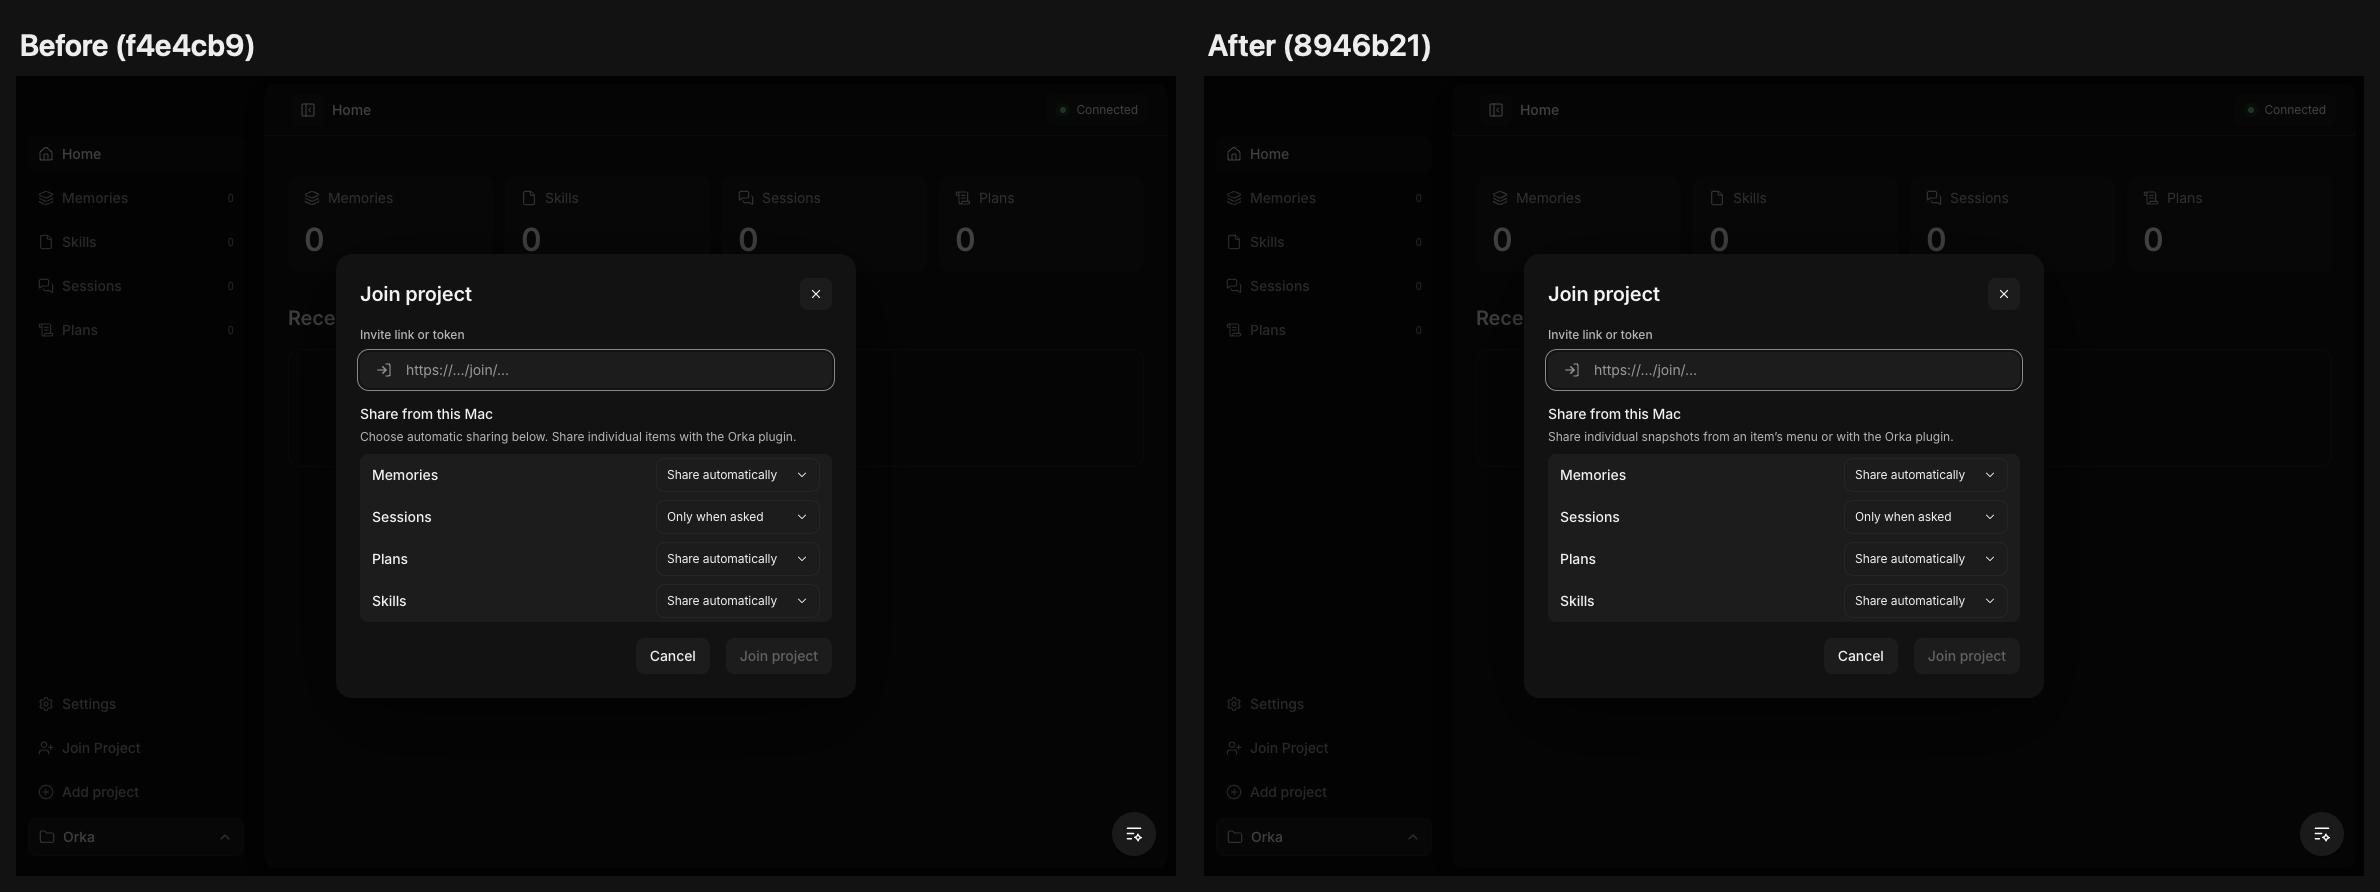 Before (f4e4cb9)
Home
Connected
Home
Memories 0
Skills 0
Sessions 0
Plans 0
Memories
0
Skills
0
Sessions
0
Plans
0
Rece
Join project
Invite link or token
https://.../join/...
Share from this Mac
Choose automatic sharing below. Share individual items with the Orka plugin.
Memories Share automatically
Sessions Only when asked
Plans Share automatically
Skills Share automatically
Cancel Join project
Settings
Join Project
Add project
Orka
After (8946b21)
Home
Connected
Home
Memories 0
Skills 0
Sessions 0
Plans 0
Memories
0
Skills
0
Sessions
0
Plans
0
Rece
Join project
Invite link or token
https://.../join/...
Share from this Mac
Share individual snapshots from an item’s menu or with the Orka plugin.
Memories Share automatically
Sessions Only when asked
Plans Share automatically
Skills Share automatically
Cancel Join project
Settings
Join Project
Add project
Orka